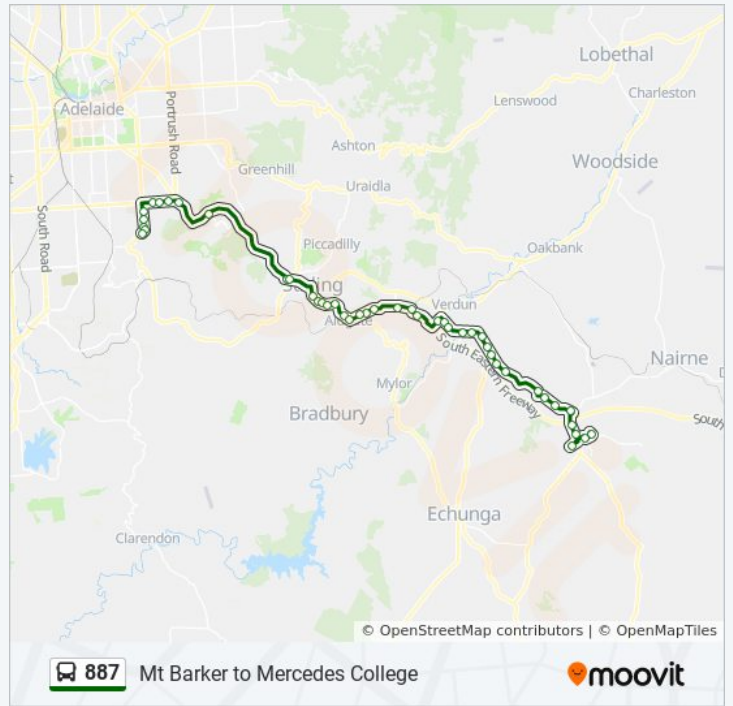 Lobethal
Adelaide
Portrush Road
Lenswood
Charleston
Ashton
Greenhill
Woodside
Uraidla
South Road
Piccadilly
Oakbank
Stirling
Verdun
Aldgate
South Eastern Freeway
Nairne
Mylor
Bradbury
South
Echunga
Clarendon
© OpenStreetMap contributors | © OpenMapTiles
887 Mt Barker to Mercedes College
moovit